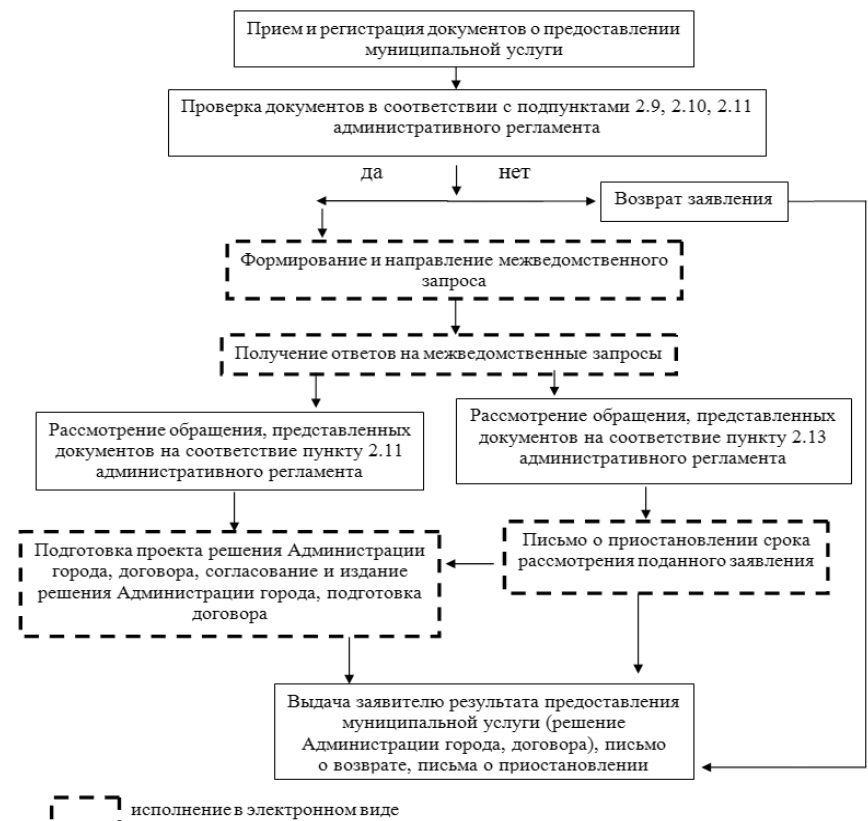 Прием и регистрация документов о предоставлении
муниципальной услуги
Проверка документов в соответствии с подпунктами 2.9, 2.10, 2.11
административного регламента
да
нет
Возврат заявления
Формирование и направление межведомственного
запроса
Получение ответов на межведомственные запросы
Рассмотрение обращения, представленных
документов на соответствие пункту 2.11
административного регламента
Рассмотрение обращения, представленных
документов на соответствие пункту 2.13
административного регламента
Подготовка проекта решения Администрации
города, договора, согласование и издание
решения Администрации города, подготовка
договора
Письмо о приостановлении срока
рассмотрения поданного заявления
Выдача заявителю результата предоставления
муниципальной услуги (решение
Администрации города, договора), письмо
о возврате, письма о приостановлении
исполнение в электронном виде